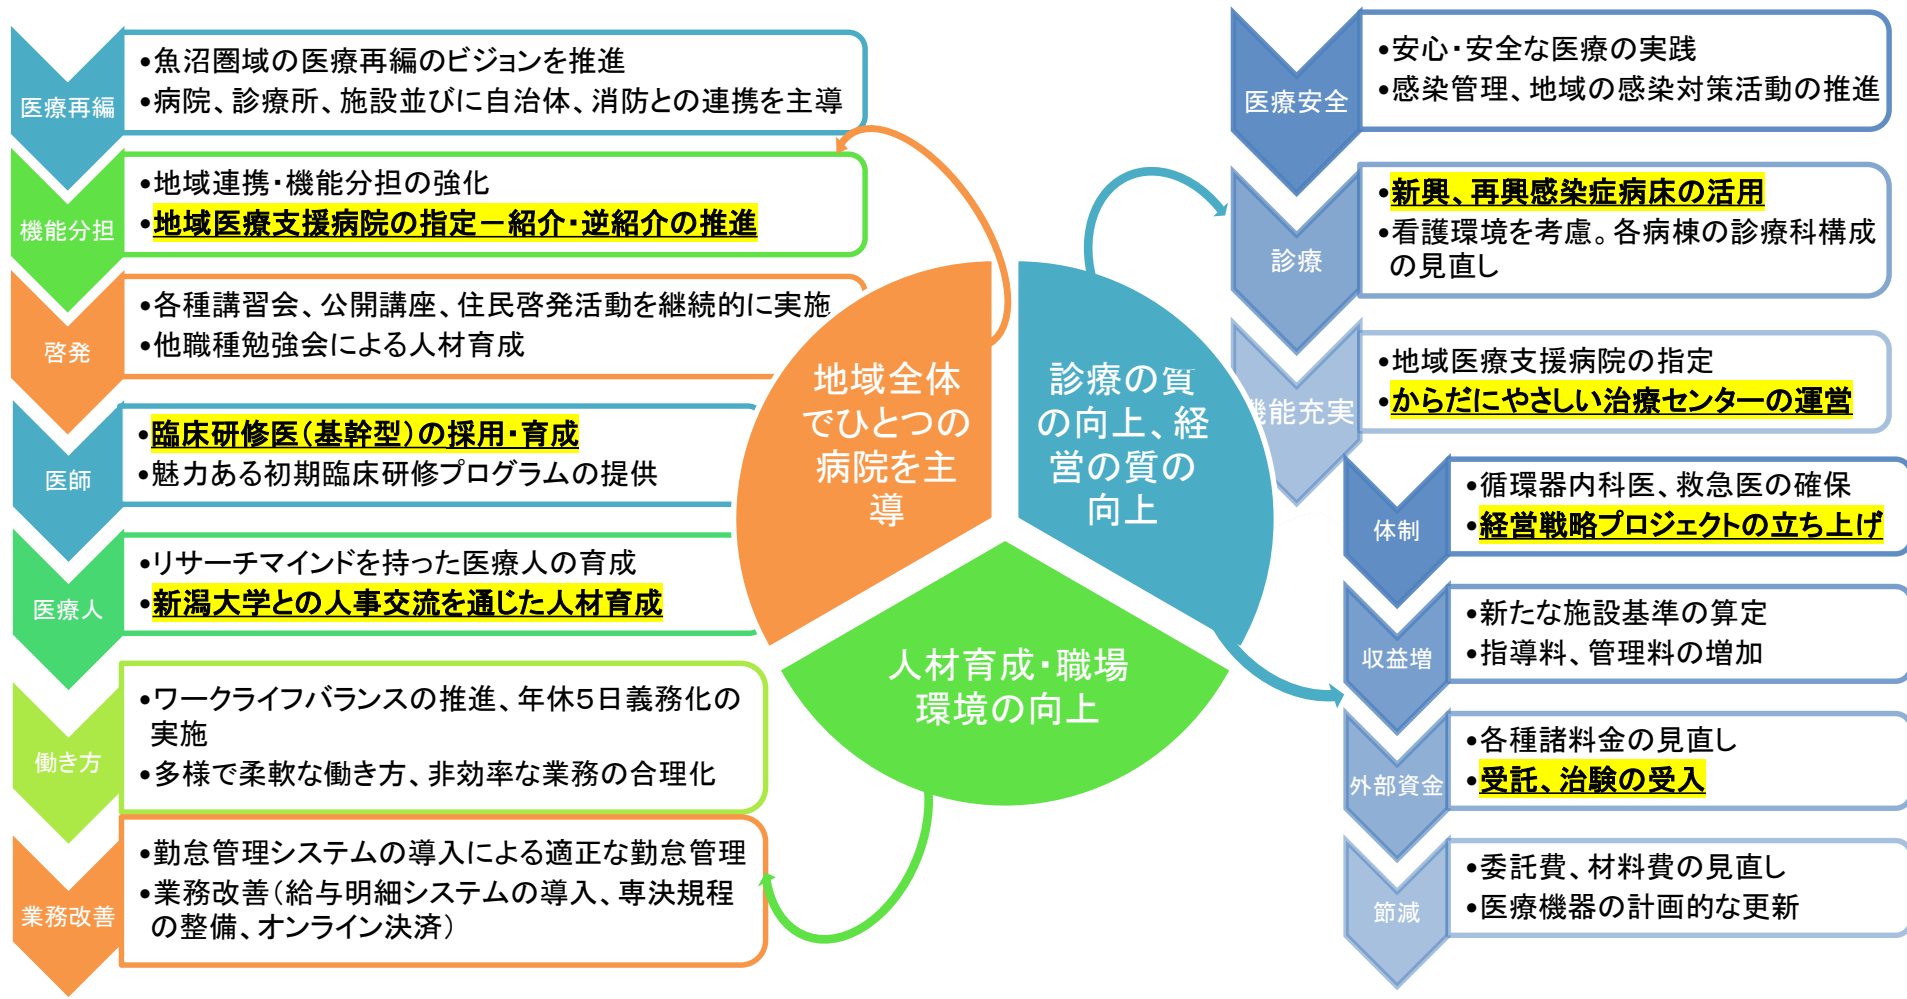 医療再編
•魚沼圏域の医療再編のビジョンを推進
•病院、診療所、施設並びに自治体、消防との連携を主導
機能分担
•地域連携・機能分担の強化
•地域医療支援病院の指定－紹介・逆紹介の推進
啓発
•各種講習会、公開講座、住民啓発活動を継続的に実施
•他職種勉強会による人材育成
医師
•臨床研修医（基幹型）の採用・育成
•魅力ある初期臨床研修プログラムの提供
医療人
•リサーチマインドを持った医療人の育成
•新潟大学との人事交流を通じた人材育成
働き方
•ワークライフバランスの推進、年休５日義務化の
実施
•多様で柔軟な働き方、非効率な業務の合理化
業務改善
•勤怠管理システムの導入による適正な勤怠管理
•業務改善（給与明細システムの導入、専決規程
の整備、オンライン決済）
地域全体
でひとつの
病院を主
導
診療の質
の向上、経
営の質の
向上
人材育成・職場
環境の向上
医療安全
•安心・安全な医療の実践
•感染管理、地域の感染対策活動の推進
診療
•新興、再興感染症病床の活用
•看護環境を考慮。各病棟の診療科構成
の見直し
機能充実
•地域医療支援病院の指定
•からだにやさしい治療センターの運営
体制
•循環器内科医、救急医の確保
•経営戦略プロジェクトの立ち上げ
収益増
•新たな施設基準の算定
•指導料、管理料の増加
外部資金
•各種諸料金の見直し
•受託、治験の受入
節減
•委託費、材料費の見直し
•医療機器の計画的な更新